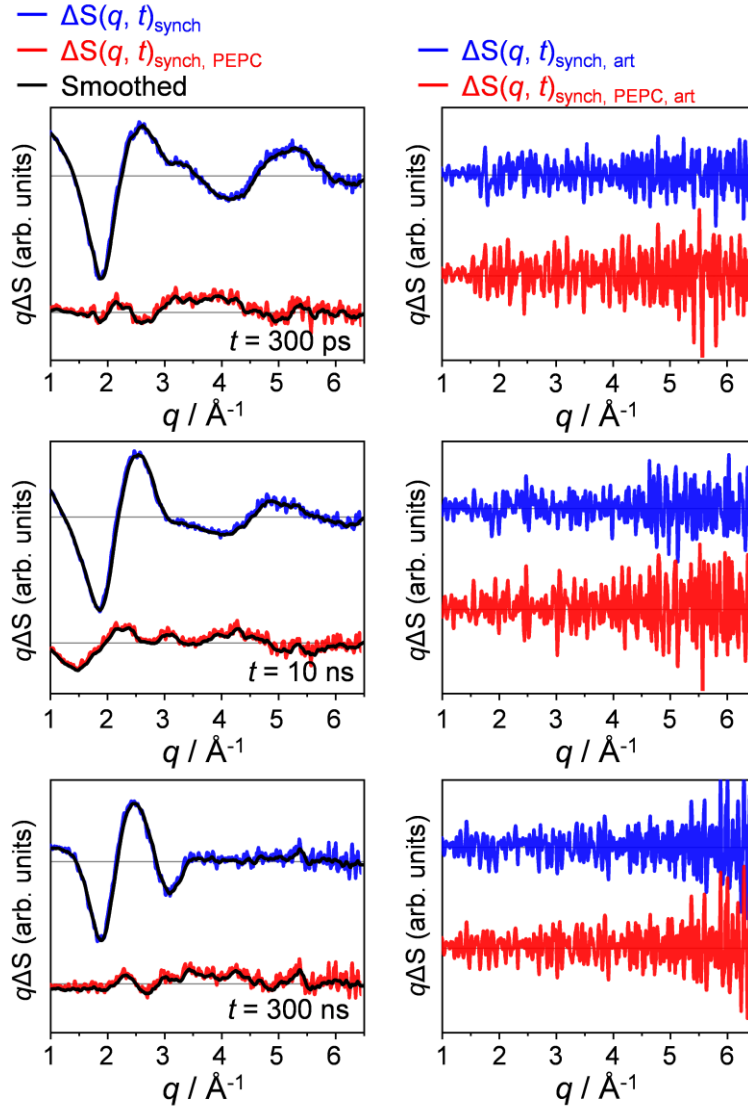 ΔS(q, t)synch
ΔS(q, t)synch, PEPC
Smoothed
ΔS(q, t)synch, art
ΔS(q, t)synch, PEPC, art
qΔS (arb. units)
t = 300 ps
1 2 3 4 5 6
q / Å-1
qΔS (arb. units)
1 2 3 4 5 6
q / Å-1
qΔS (arb. units)
t = 10 ns
1 2 3 4 5 6
q / Å-1
qΔS (arb. units)
1 2 3 4 5 6
q / Å-1
qΔS (arb. units)
t = 300 ns
1 2 3 4 5 6
q / Å-1
qΔS (arb. units)
1 2 3 4 5 6
q / Å-1